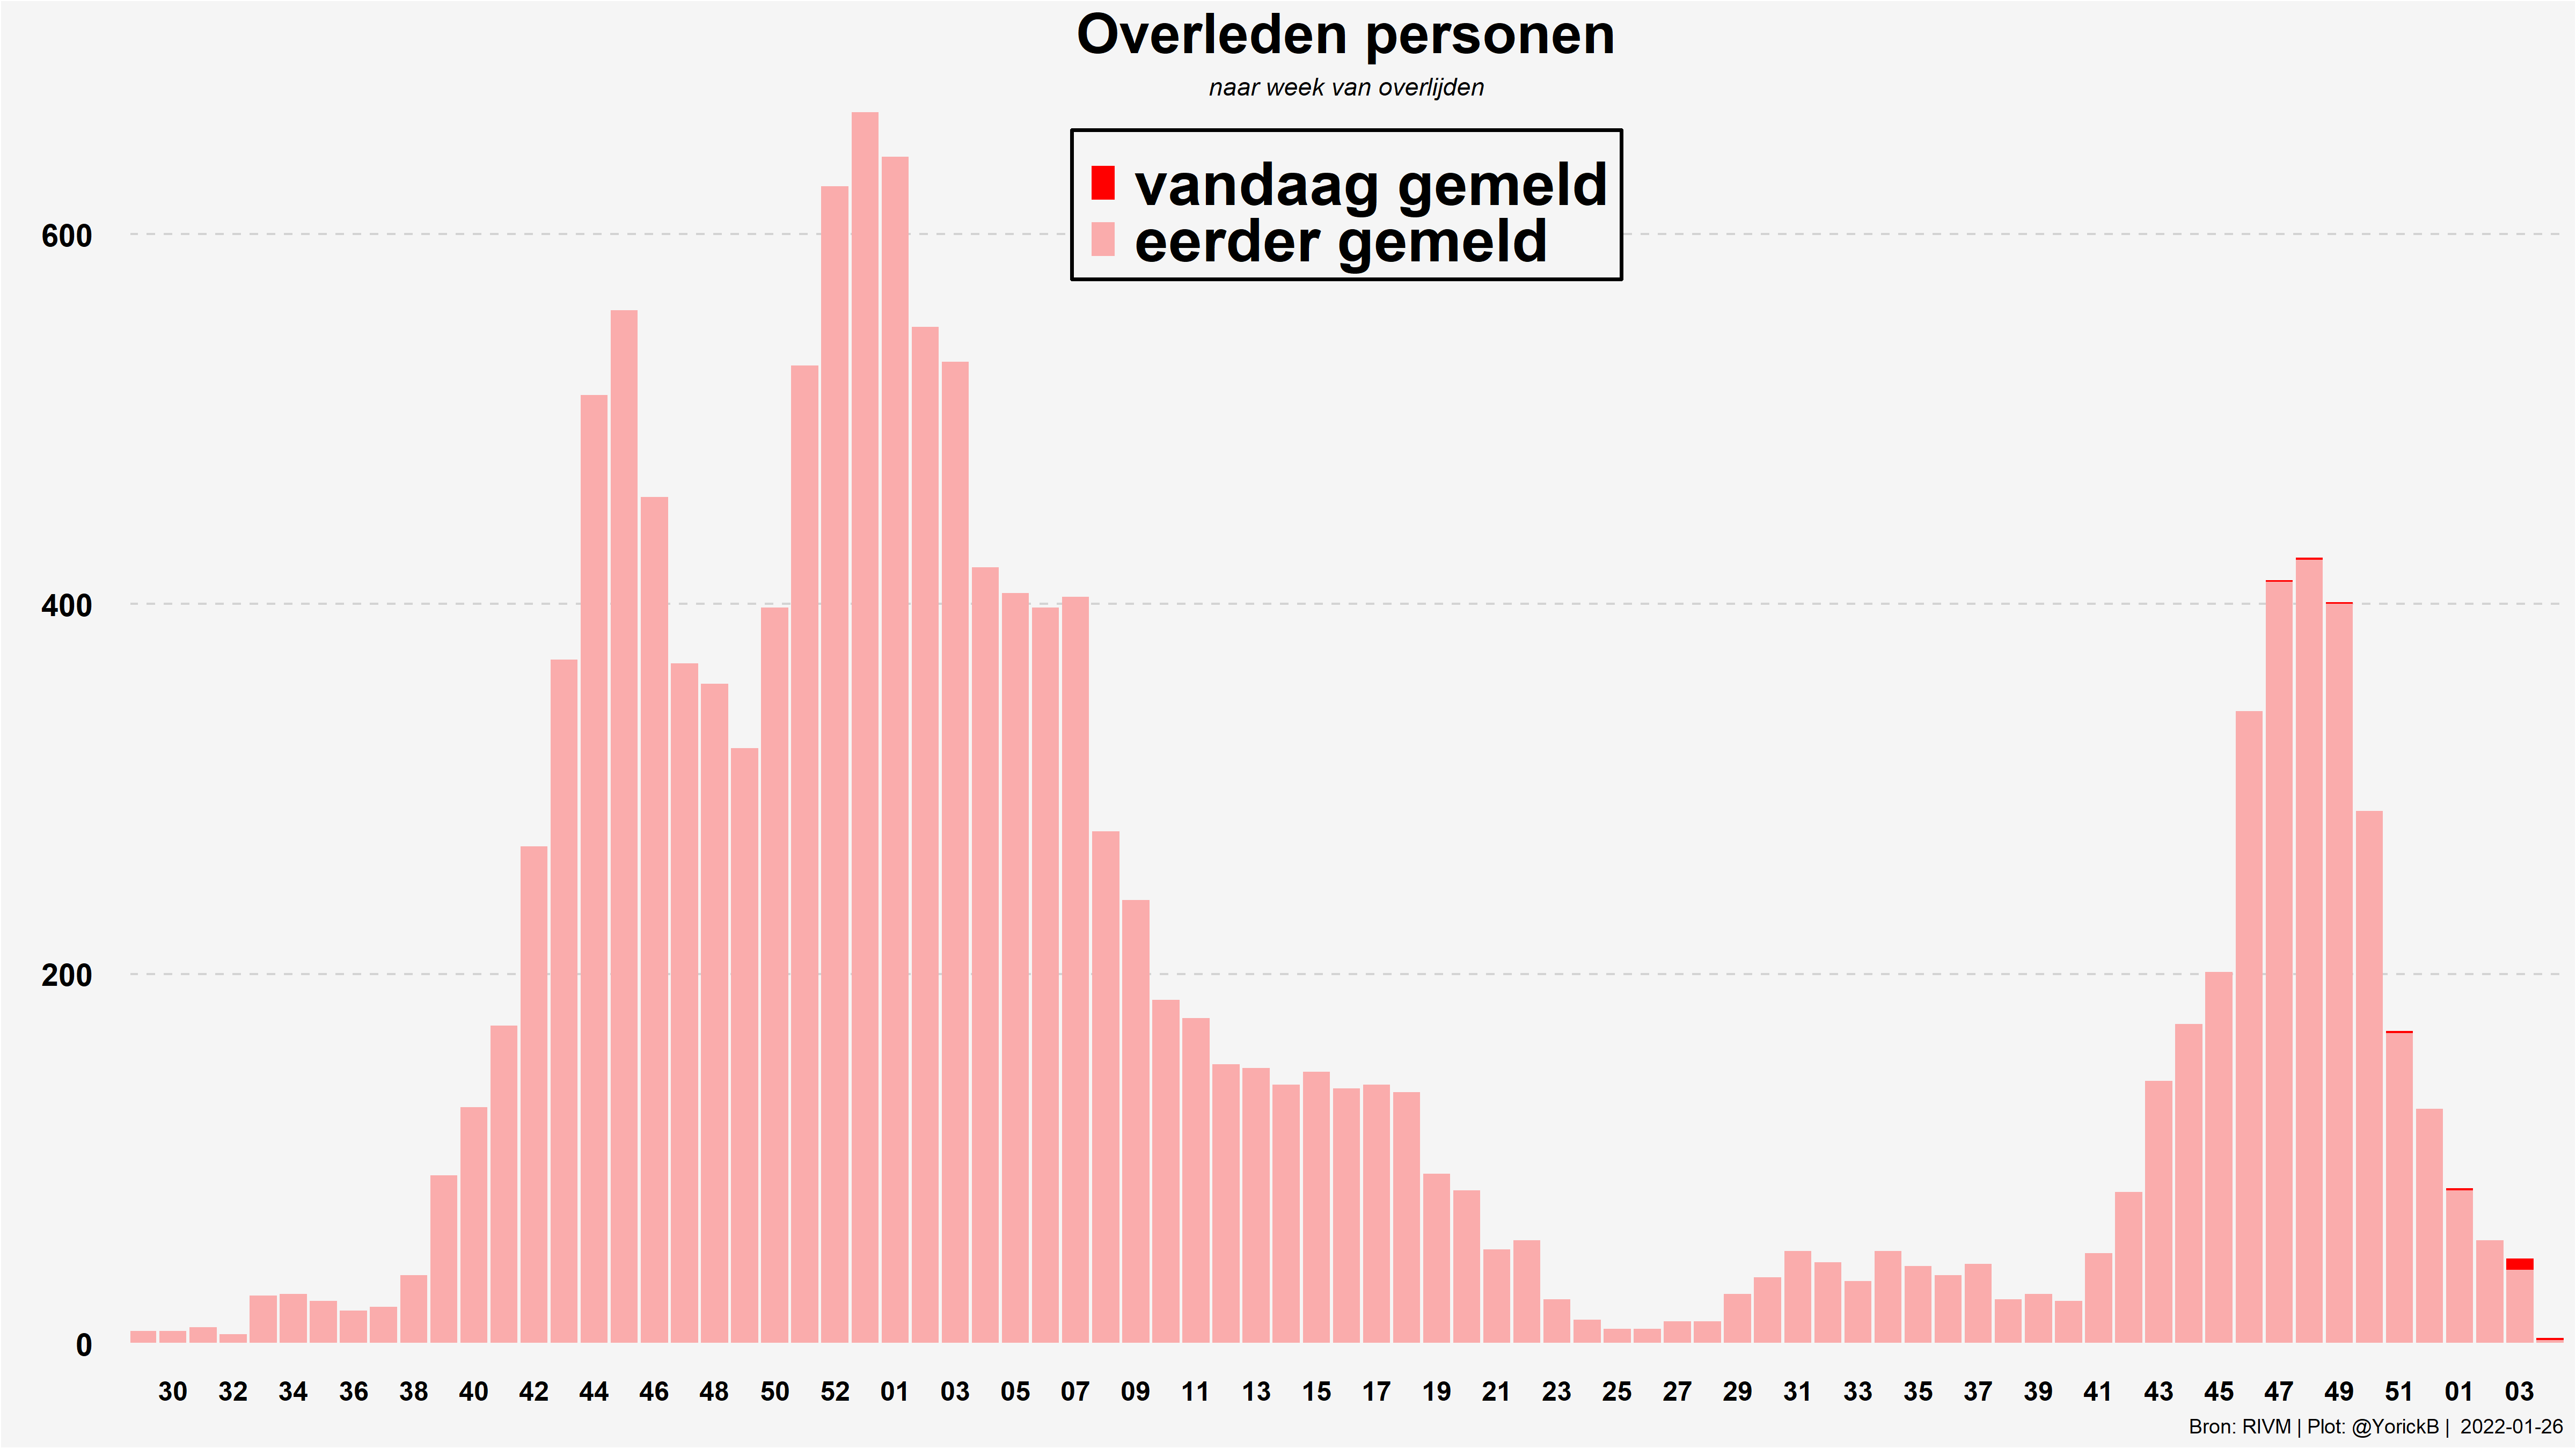 Overleden personen
naar week van overlijden
vandaag gemeld
eerder gemeld
600
400
200
0
30 32 34 36 38 40 42 44 46 48 50 52 01 03 05 07 09 11 13 15 17 19 21 23 25 27 29 31 33 35 37 39 41 43 45 47 49 51 01 03
Bron: RIVM | Plot: @YorickB | 2022-01-26